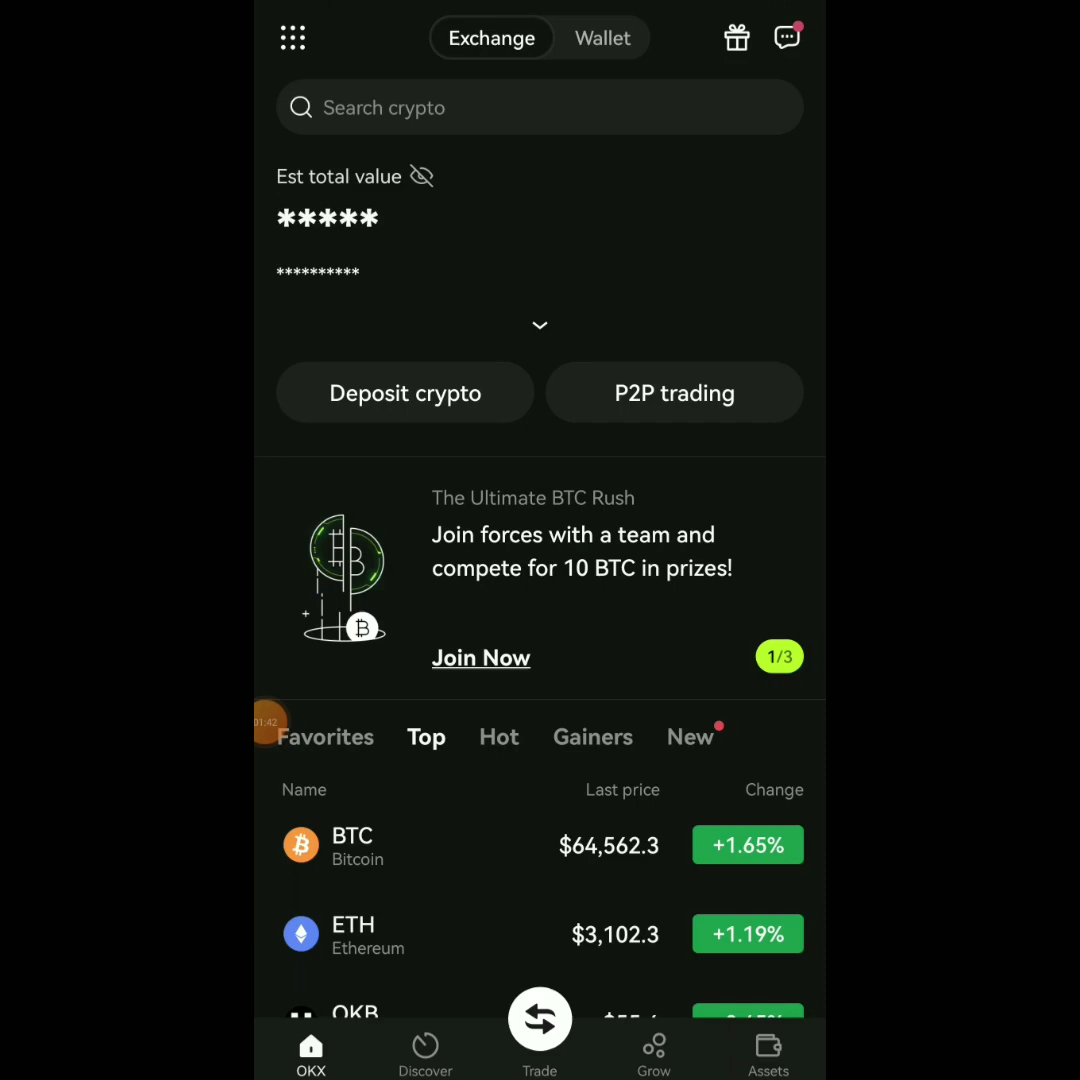 Exchange Wallet
Search crypto
Est total value
*****
**********
Deposit crypto P2P trading
The Ultimate BTC Rush
Join forces with a team and
compete for 10 BTC in prizes!
Join Now 1/3
01:42
Favorites Top Hot Gainers New
Name Last price Change
BTC $64,562.3 +1.65%
Bitcoin
ETH $3,102.3 +1.19%
Ethereum
OKB
OKX Discover Trade Grow Assets